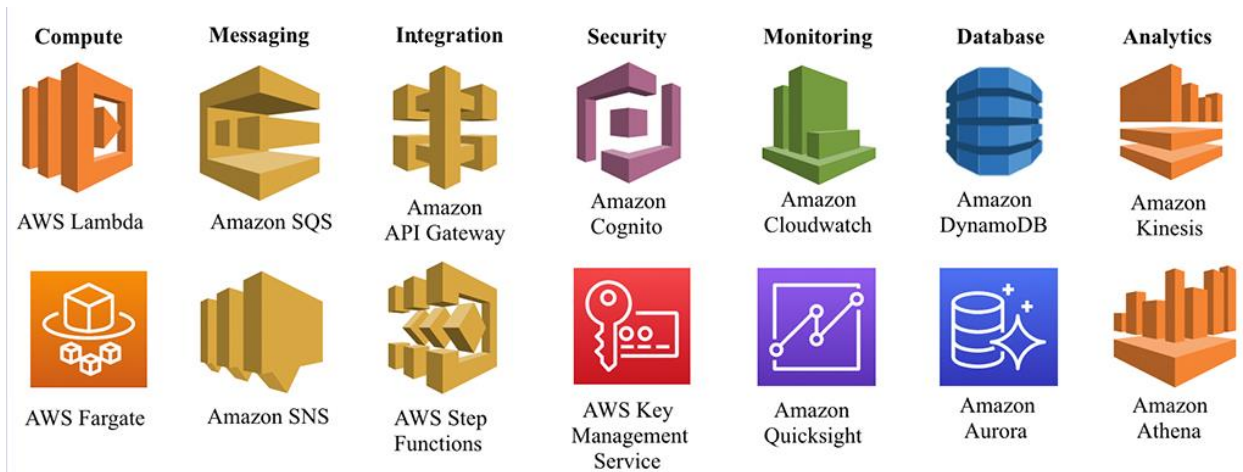 Compute
Messaging
Integration
Security
Monitoring
Database
Analytics
AWS Lambda
Amazon SQS
Amazon
API Gateway
Amazon
Cognito
Amazon
Cloudwatch
Amazon
DynamoDB
Amazon
Kinesis
AWS Fargate
Amazon SNS
AWS Step
Functions
AWS Key
Management
Service
Amazon
Quicksight
Amazon
Aurora
Amazon
Athena